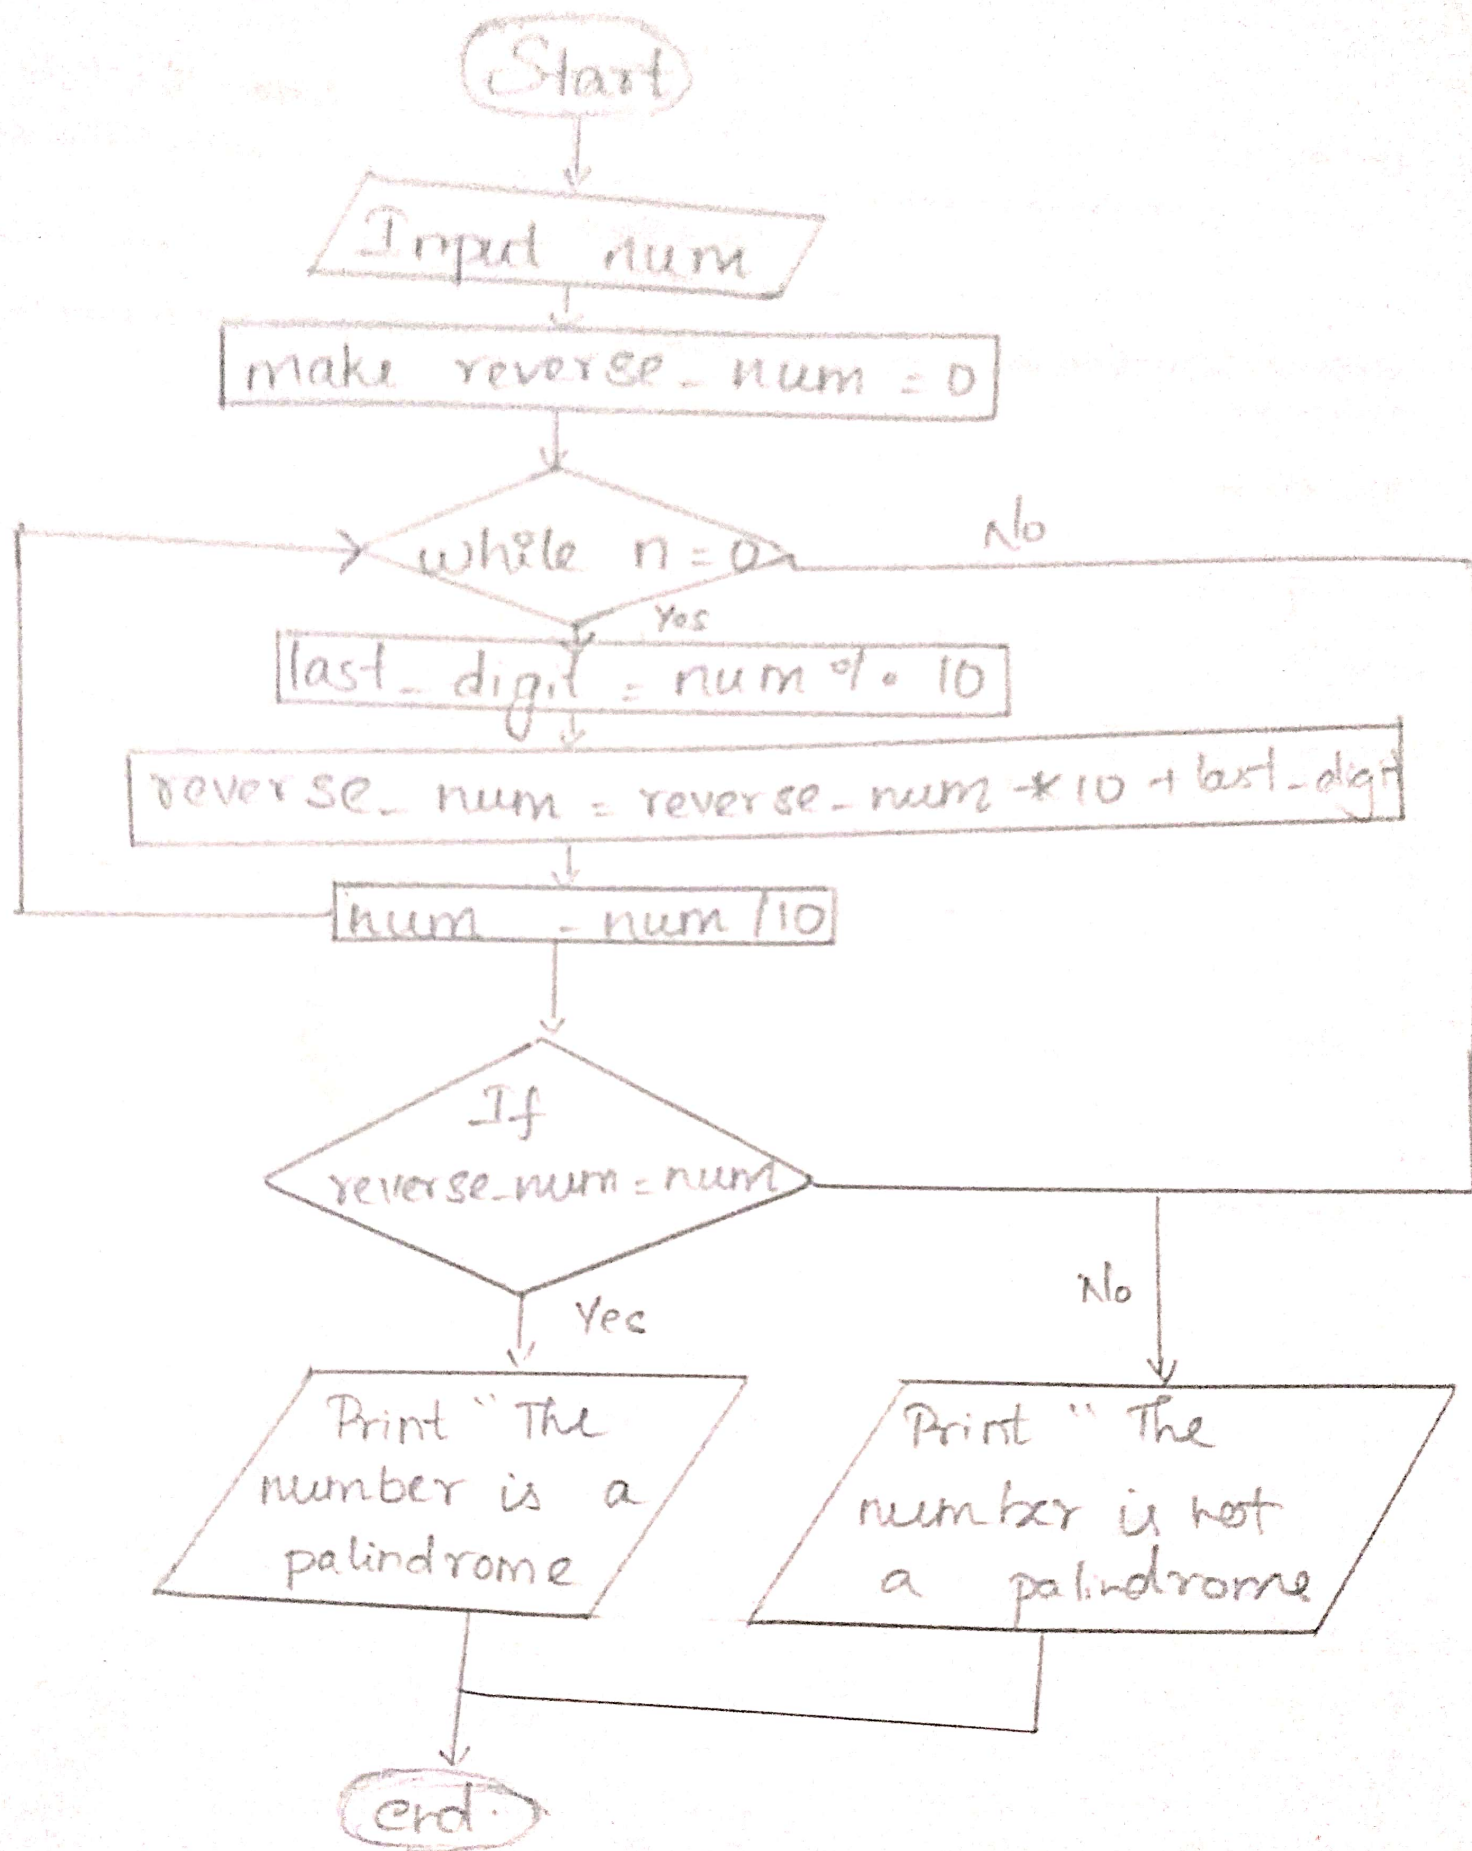 Start
Input num
make reverse_num = 0
while n = 0
No
Yes
last_digit = num % 10
reverse_num = reverse_num * 10 + last_digit
num = num / 10
If
reverse_num = num
Yes
No
Print " The
number is a
palindrome
Print " The
number is not
a palindrome
end.